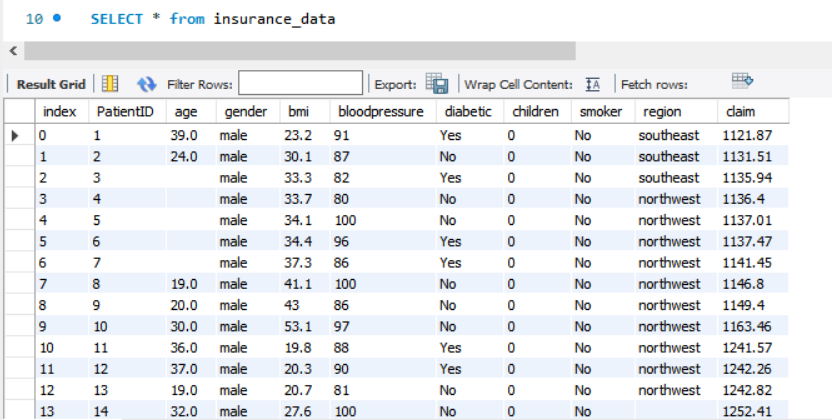 10 SELECT * from insurance_data
Result Grid Filter Rows: Export: Wrap Cell Content: IA Fetch rows:
index PatientID age gender bmi bloodpressure diabetic children smoker region claim
0 1 39.0 male 23.2 91 Yes 0 No southeast 1121.87
1 2 24.0 male 30.1 87 No 0 No southeast 1131.51
2 3 male 33.3 82 Yes 0 No southeast 1135.94
3 4 male 33.7 80 No 0 No northwest 1136.4
4 5 male 34.1 100 No 0 No northwest 1137.01
5 6 male 34.4 96 Yes 0 No northwest 1137.47
6 7 male 37.3 86 Yes 0 No northwest 1141.45
7 8 19.0 male 41.1 100 No 0 No northwest 1146.8
8 9 20.0 male 43 86 No 0 No northwest 1149.4
9 10 30.0 male 53.1 97 No 0 No northwest 1163.46
10 11 36.0 male 19.8 88 Yes 0 No northwest 1241.57
11 12 37.0 male 20.3 90 Yes 0 No northwest 1242.26
12 13 19.0 male 20.7 81 No 0 No northwest 1242.82
13 14 32.0 male 27.6 100 No 0 No 1252.41